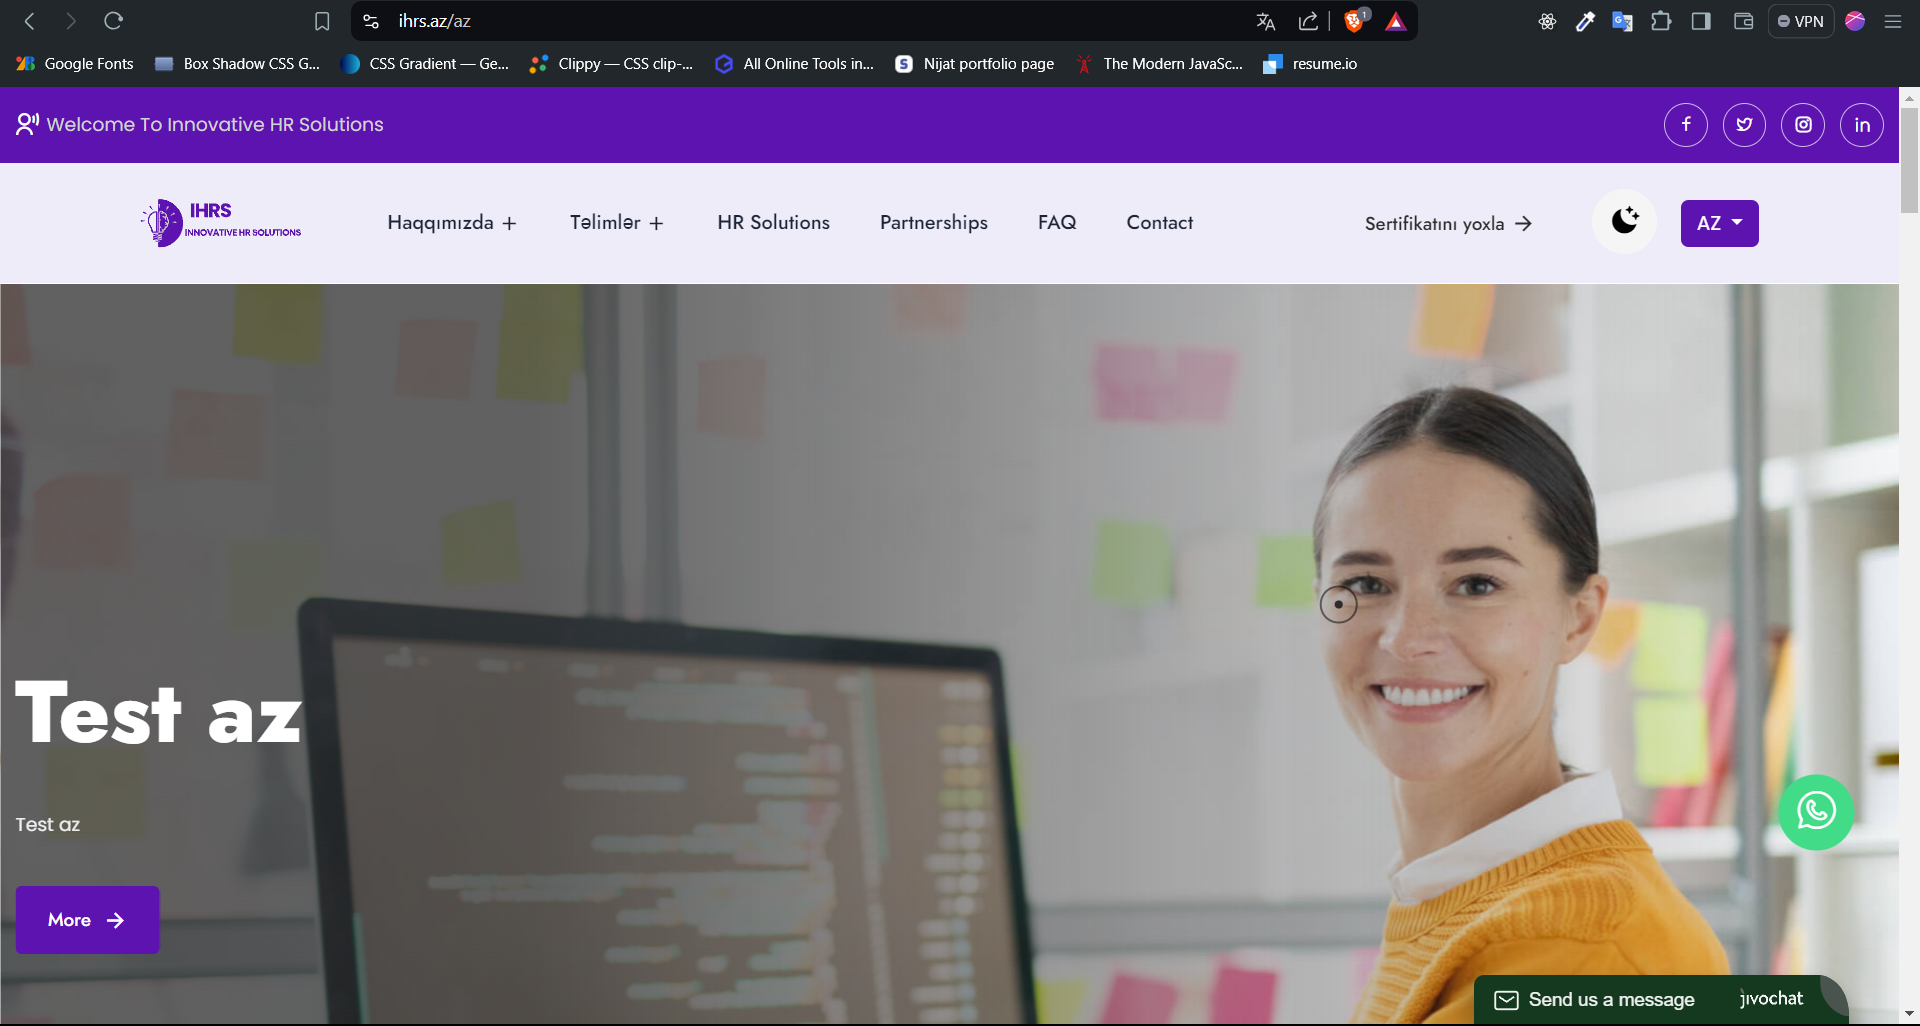 ihrs.az/az
1
VPN
Google Fonts
Box Shadow CSS G...
CSS Gradient — Ge...
Clippy — CSS clip-...
All Online Tools in...
Nijat portfolio page
The Modern JavaSc...
resume.io
Welcome To Innovative HR Solutions
IHRS
INNOVATIVE HR SOLUTIONS
Haqqımızda +
Təlimlər +
HR Solutions
Partnerships
FAQ
Contact
Sertifikatını yoxla →
AZ
Test az
Test az
More →
Send us a message
jivochat